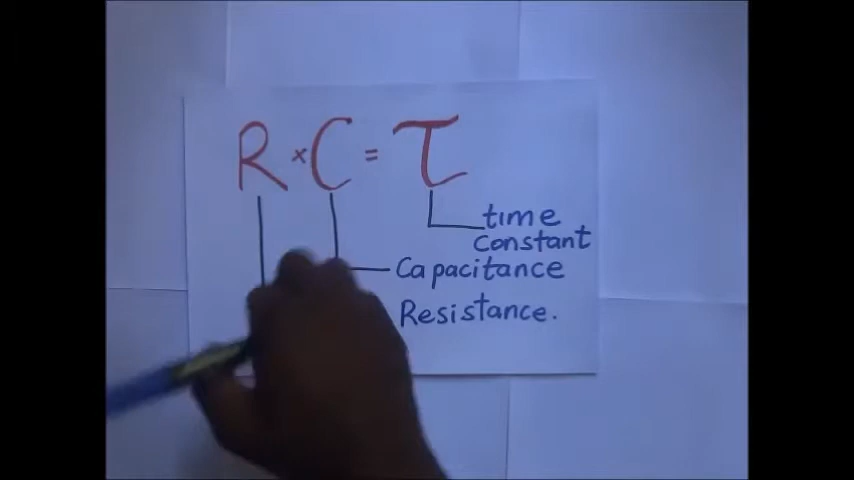 R × C = τ
time
Constant
Capacitance
Resistance.